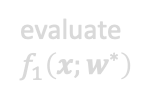 evaluate
f₁(x; w*)